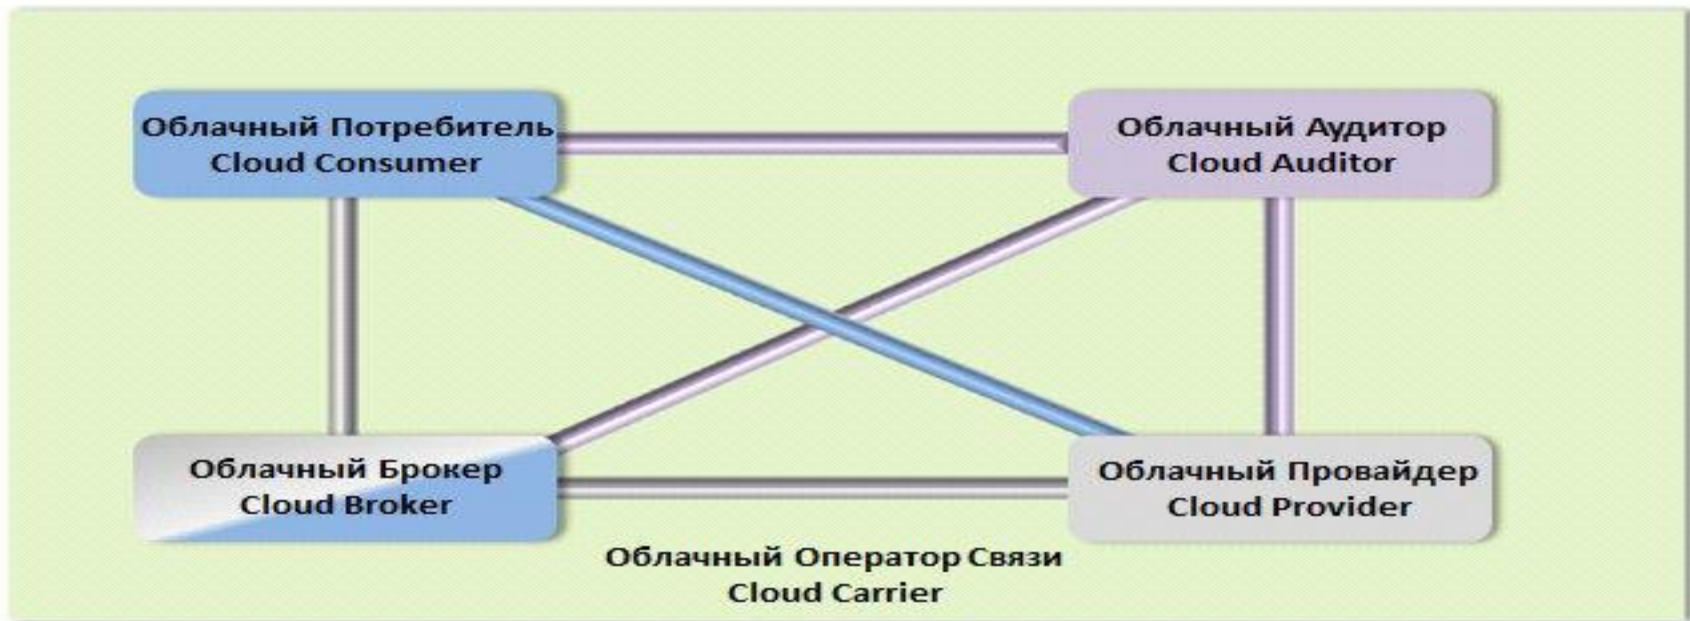 Облачный Потребитель
Cloud Consumer
Облачный Аудитор
Cloud Auditor
Облачный Брокер
Cloud Broker
Облачный Провайдер
Cloud Provider
Облачный Оператор Связи
Cloud Carrier